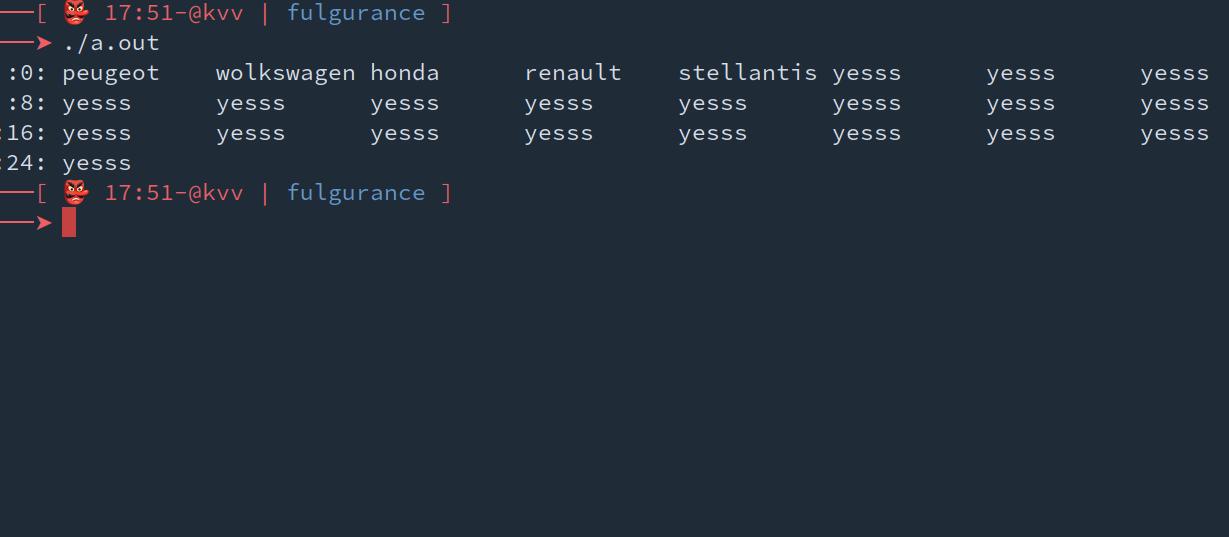 [ 👺 17:51-@kvv | fulgurance ]
➤ ./a.out
:0: peugeot wolkswagen honda renault stellantis yesss yesss yesss
:8: yesss yesss yesss yesss yesss yesss yesss yesss
:16: yesss yesss yesss yesss yesss yesss yesss yesss
:24: yesss
[ 👺 17:51-@kvv | fulgurance ]
➤